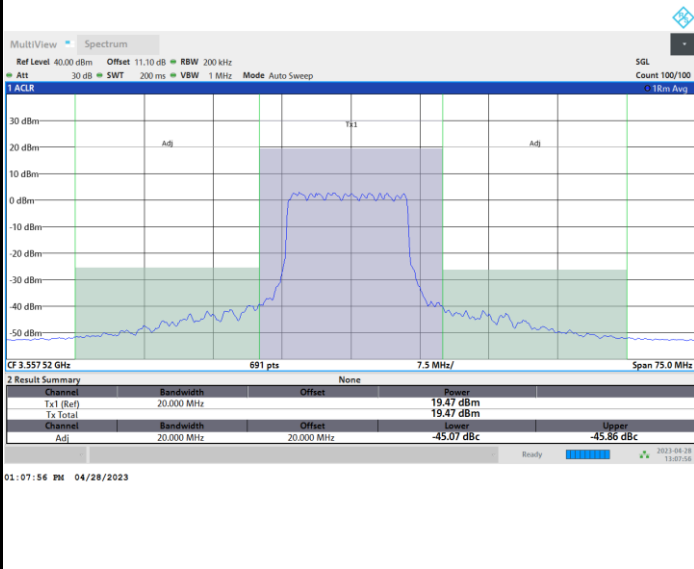 MultiView Spectrum
Ref Level 40.00 dBm Offset 11.10 dB RBW 200 kHz SGL
Att 30 dB SWT 200 ms VBW 1 MHz Mode Auto Sweep Count 100/100
1 ACLR 1Rm Avg
30 dBm
Tx1
20 dBm Adj Adj
10 dBm
0 dBm
-10 dBm
-20 dBm
-30 dBm
-40 dBm
-50 dBm
CF 3.557 52 GHz 691 pts 7.5 MHz/ Span 75.0 MHz
2 Result Summary None
Channel Bandwidth Offset Power
Tx1 (Ref) 20.000 MHz 19.47 dBm
Tx Total 19.47 dBm
Channel Bandwidth Offset Lower Upper
Adj 20.000 MHz 20.000 MHz -45.07 dBc -45.86 dBc
Ready 2023-04-28
13:07:56
01:07:56 PM 04/28/2023